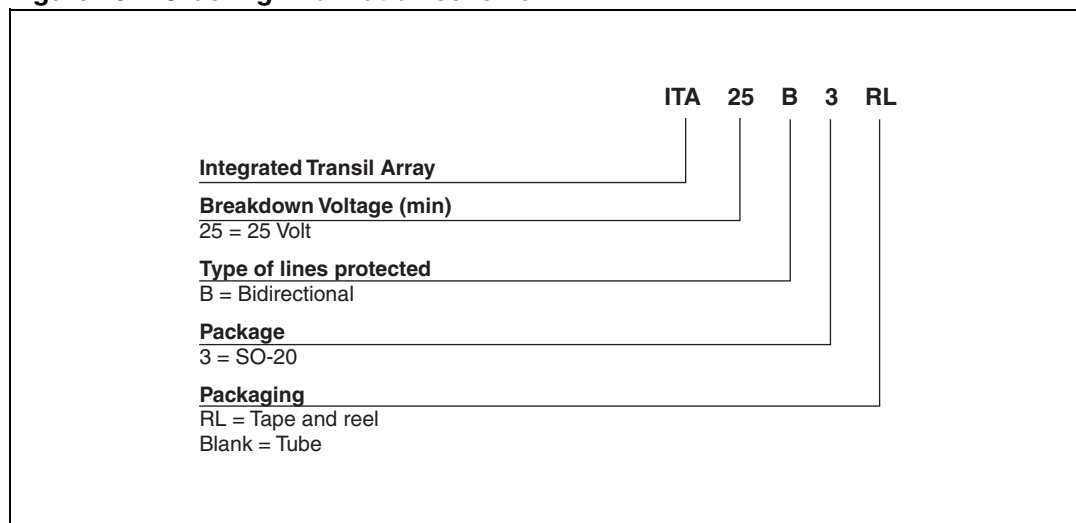 ITA 25 B 3 RL
Integrated Transil Array
Breakdown Voltage (min)
25 = 25 Volt
Type of lines protected
B = Bidirectional
Package
3 = SO-20
Packaging
RL = Tape and reel
Blank = Tube